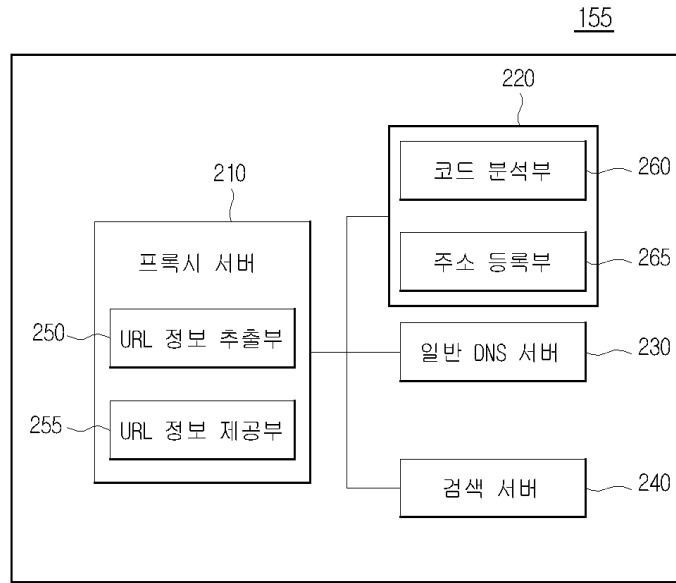 155
220
코드 분석부
260
210
프록시 서버
주소 등록부
265
250
URL 정보 추출부
일반 DNS 서버
230
255
URL 정보 제공부
검색 서버
240